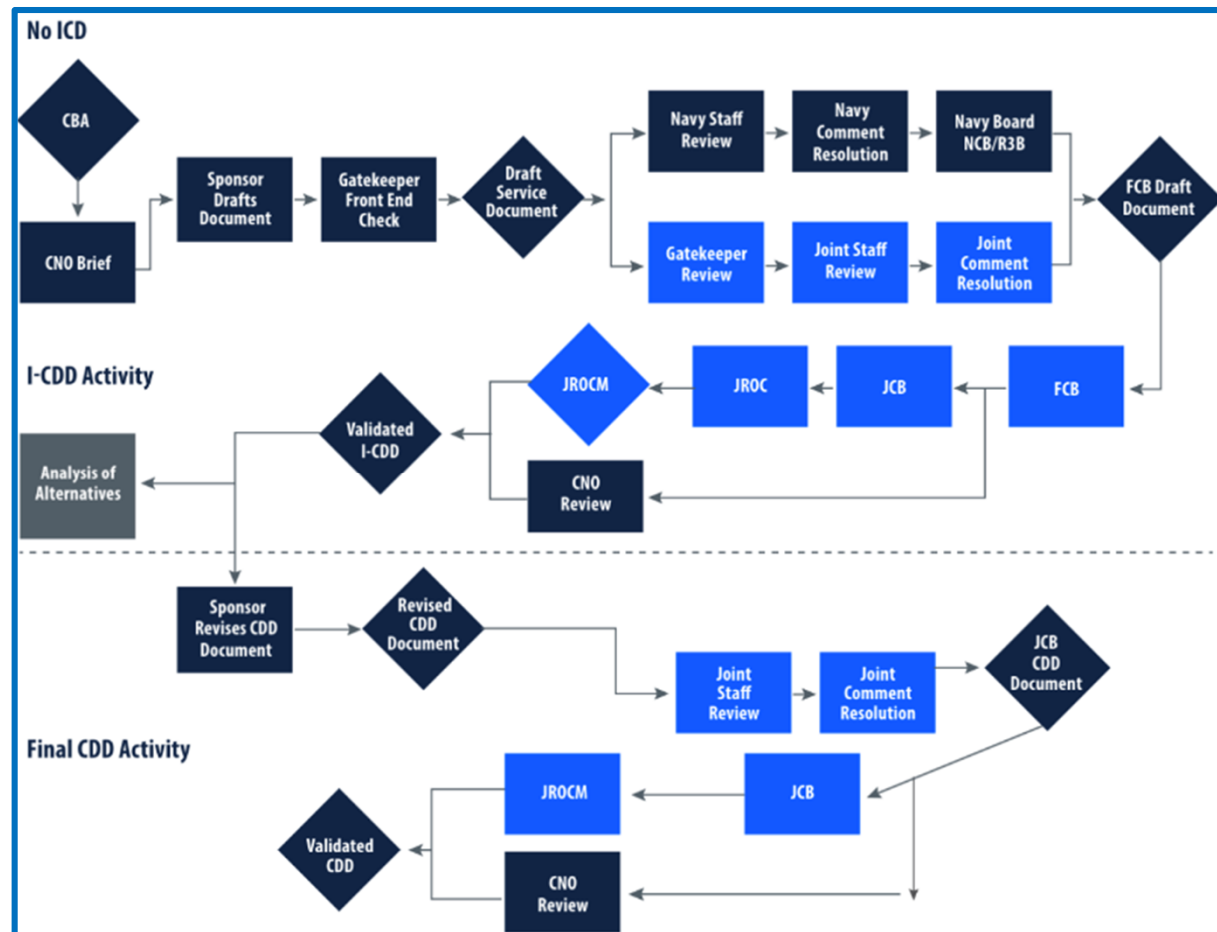 No ICD
CBA
CNO Brief
Sponsor
Drafts
Document
Gatekeeper
Front End
Check
Draft
Service
Document
Navy Staff
Review
Navy
Comment
Resolution
Navy Board
NCB/R3B
Gatekeeper
Review
Joint Staff
Review
Joint
Comment
Resolution
FCB Draft
Document
I-CDD Activity
FCB
JCB
JROC
JROCM
CNO
Review
Validated
I-CDD
Analysis of
Alternatives
Sponsor
Revises CDD
Document
Revised
CDD
Document
Joint
Staff
Review
Joint
Comment
Resolution
JCB
CDD
Document
Final CDD Activity
JCB
JROCM
CNO
Review
Validated
CDD